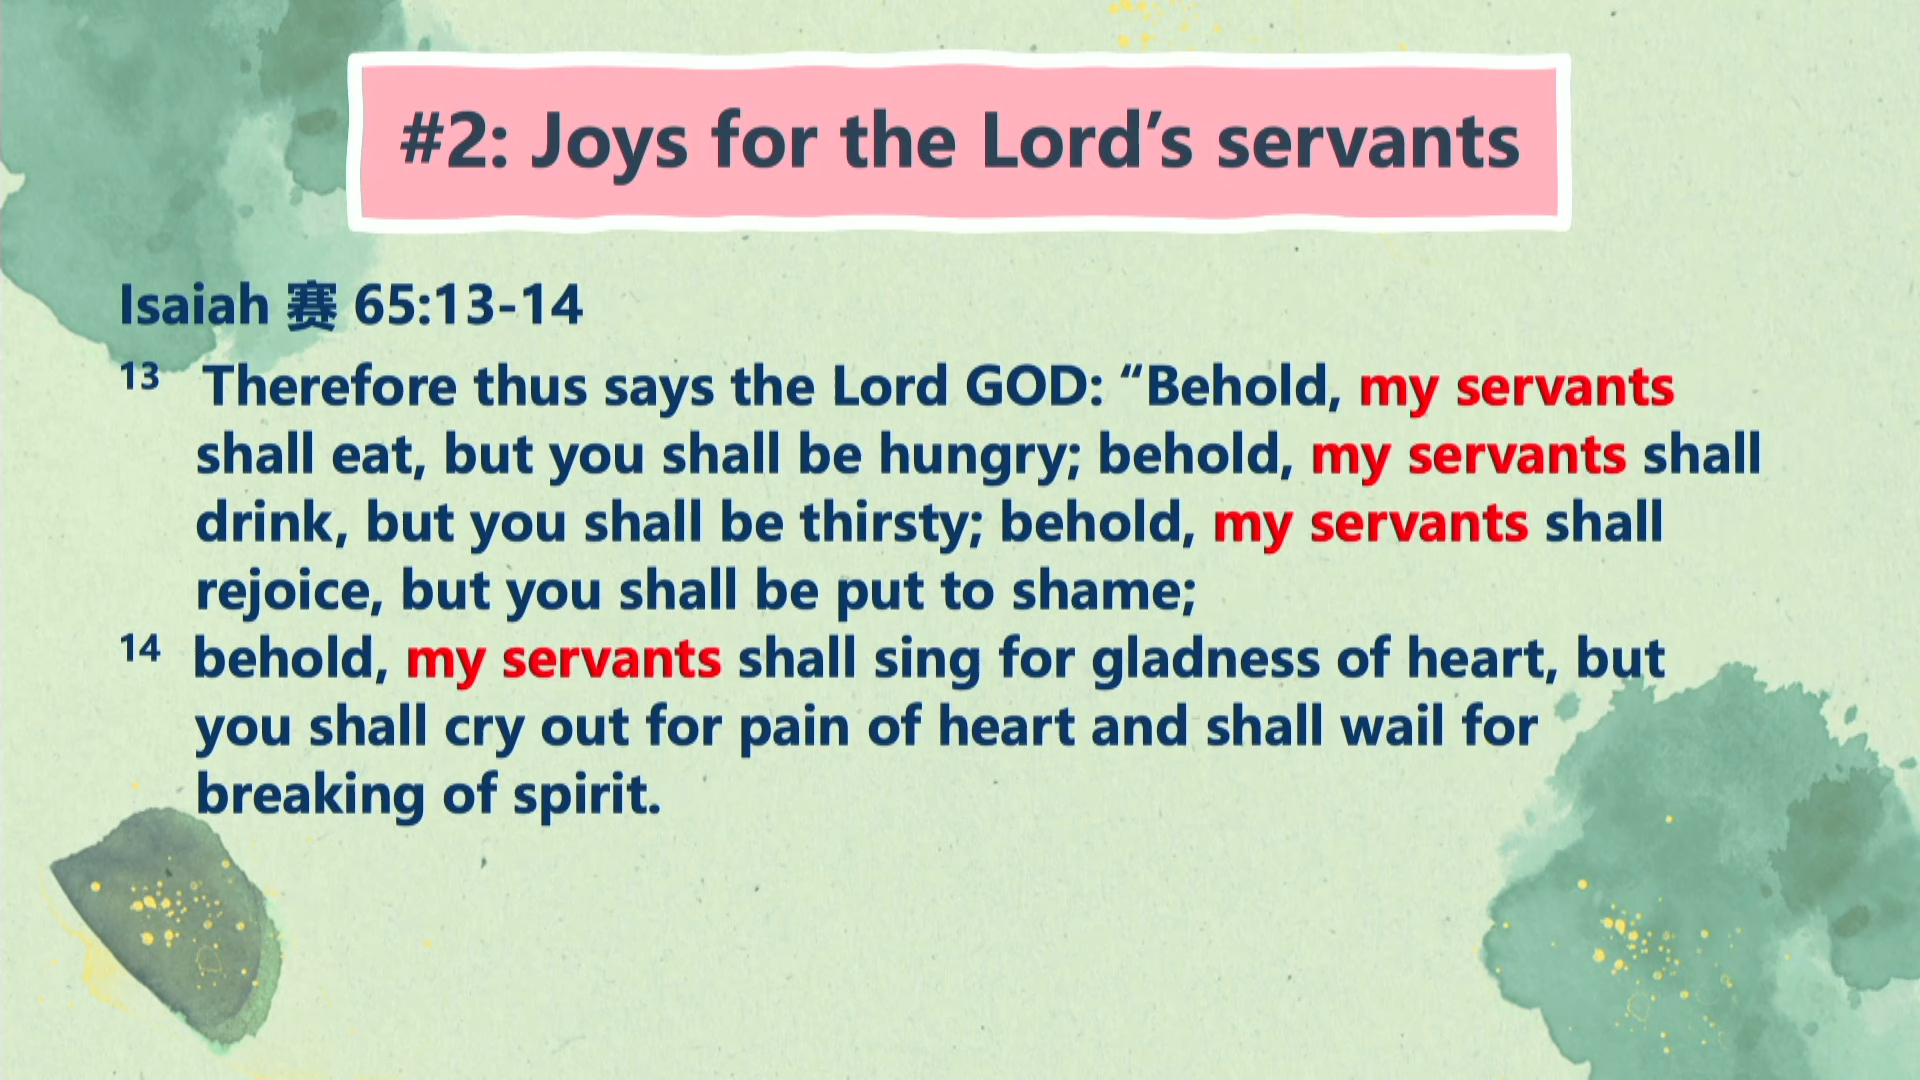 #2: Joys for the Lord’s servants
Isaiah 赛 65:13-14
13 Therefore thus says the Lord GOD: “Behold, my servants
shall eat, but you shall be hungry; behold, my servants shall
drink, but you shall be thirsty; behold, my servants shall
rejoice, but you shall be put to shame;
14 behold, my servants shall sing for gladness of heart, but
you shall cry out for pain of heart and shall wail for
breaking of spirit.